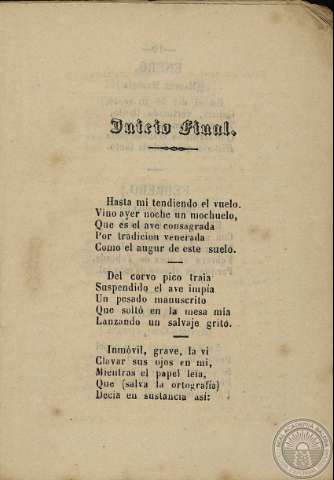 Juicio Final.
Hasta mi tendiendo el vuelo.
Vino ayer noche un mochuelo,
Que es el ave consagrada
Por tradicion venerada
Como el augur de este suelo.
Del corvo pico traia
Suspendido el ave impia
Un pesado manuscrito
Que soltó en la mesa mia
Lanzando un salvaje grito.
Inmóvil, grave, la vi
Clavar sus ojos en mi,
Mientras el papel leia,
Que (salva la ortografía)
Decia en sustancia así: